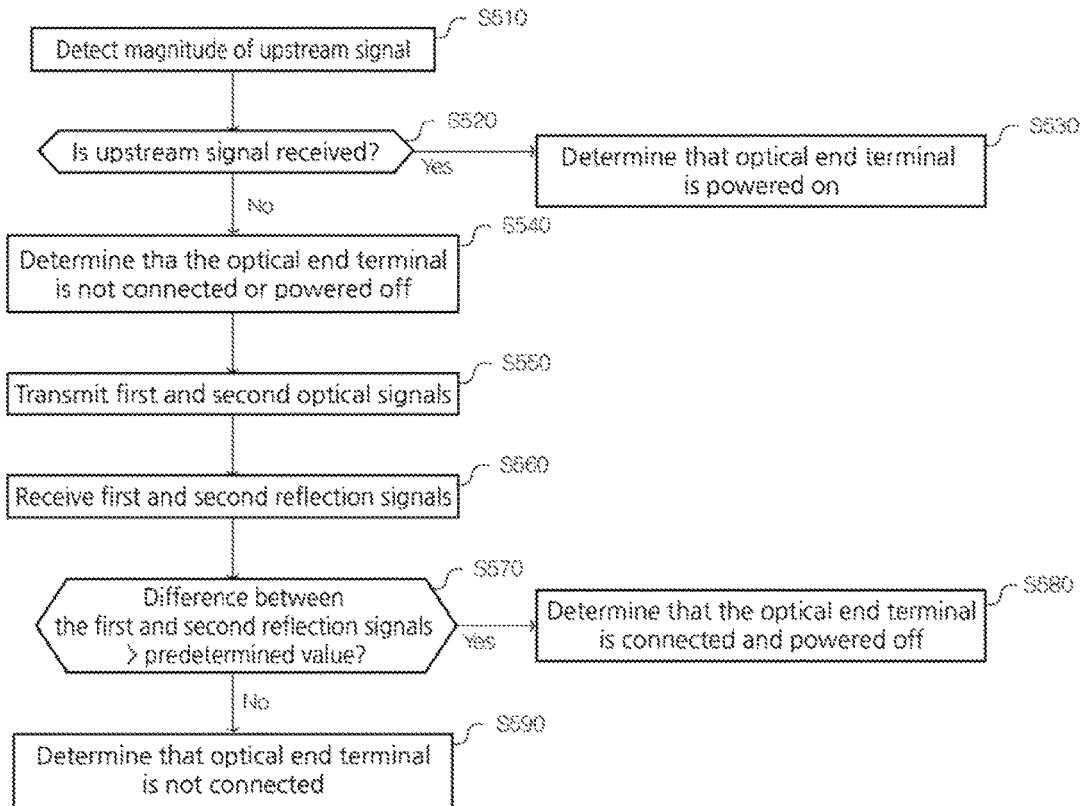 S510
Detect magnitude of upstream signal
S520
Is upstream signal received?
Yes
S530
Determine that optical end terminal
is powered on
No
S540
Determine tha the optical end terminal
is not connected or powered off
S550
Transmit first and second optical signals
S560
Receive first and second reflection signals
S570
Difference between
the first and second reflection signals
> predetermined value?
Yes
S580
Determine that the optical end terminal
is connected and powered off
No
S590
Determine that optical end terminal
is not connected